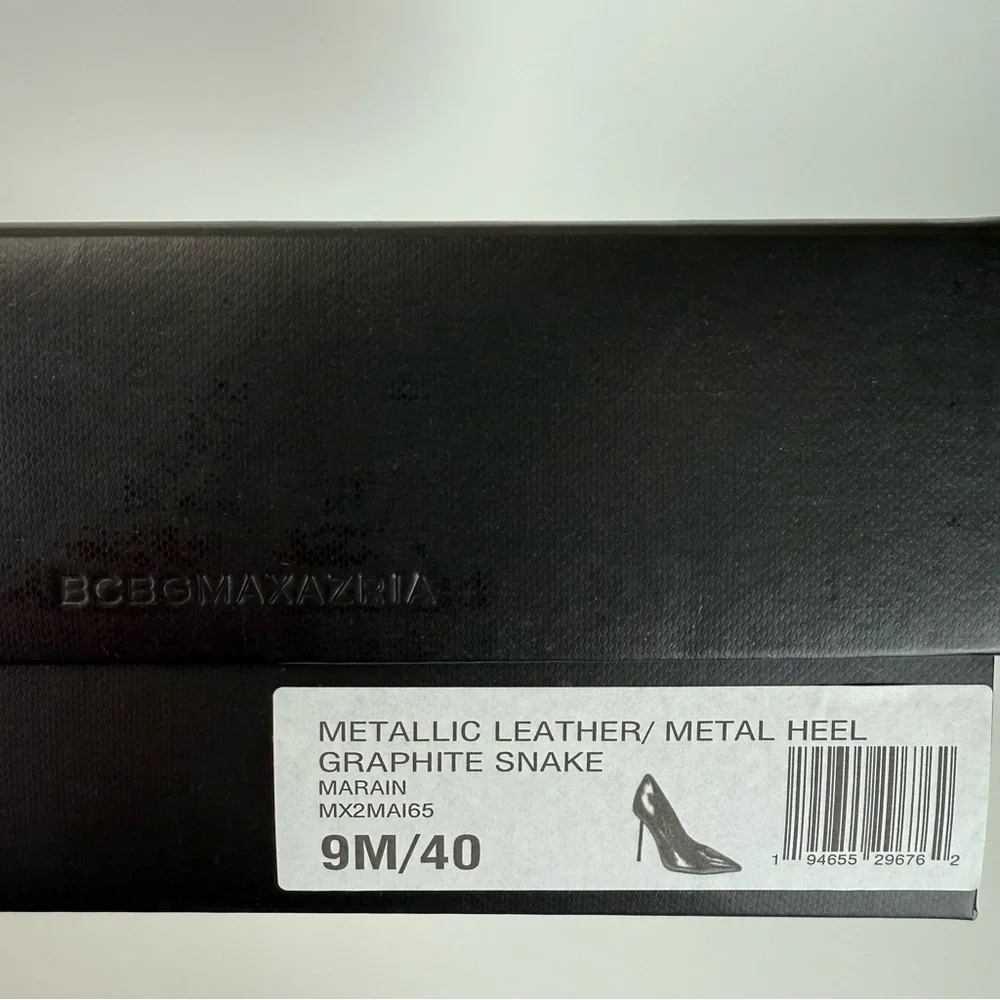 BCBGMAXAZRIA
METALLIC LEATHER/ METAL HEEL
GRAPHITE SNAKE
MARAIN
MX2MAI65
9M/40
1 94655 29676 2